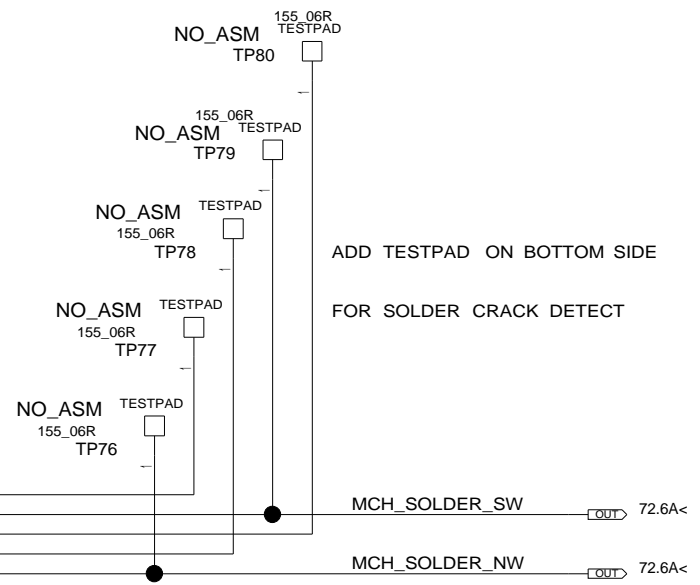 155_06R
NO_ASM TESTPAD
TP80
155_06R
NO_ASM TESTPAD
TP79
NO_ASM TESTPAD
155_06R
TP78
ADD TESTPAD ON BOTTOM SIDE
NO_ASM TESTPAD
155_06R
TP77
FOR SOLDER CRACK DETECT
NO_ASM TESTPAD
155_06R
TP76
MCH_SOLDER_SW OUT 72.6A<
MCH_SOLDER_NW OUT 72.6A<